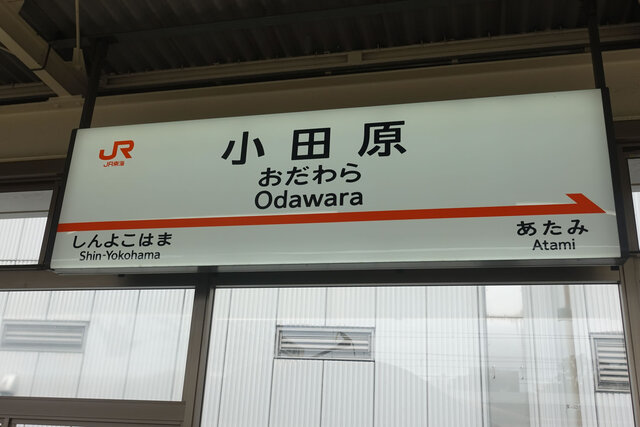 JR
JR東海
小田原
おだわら
Odawara
しんよこはま
Shin-Yokohama
あたみ
Atami